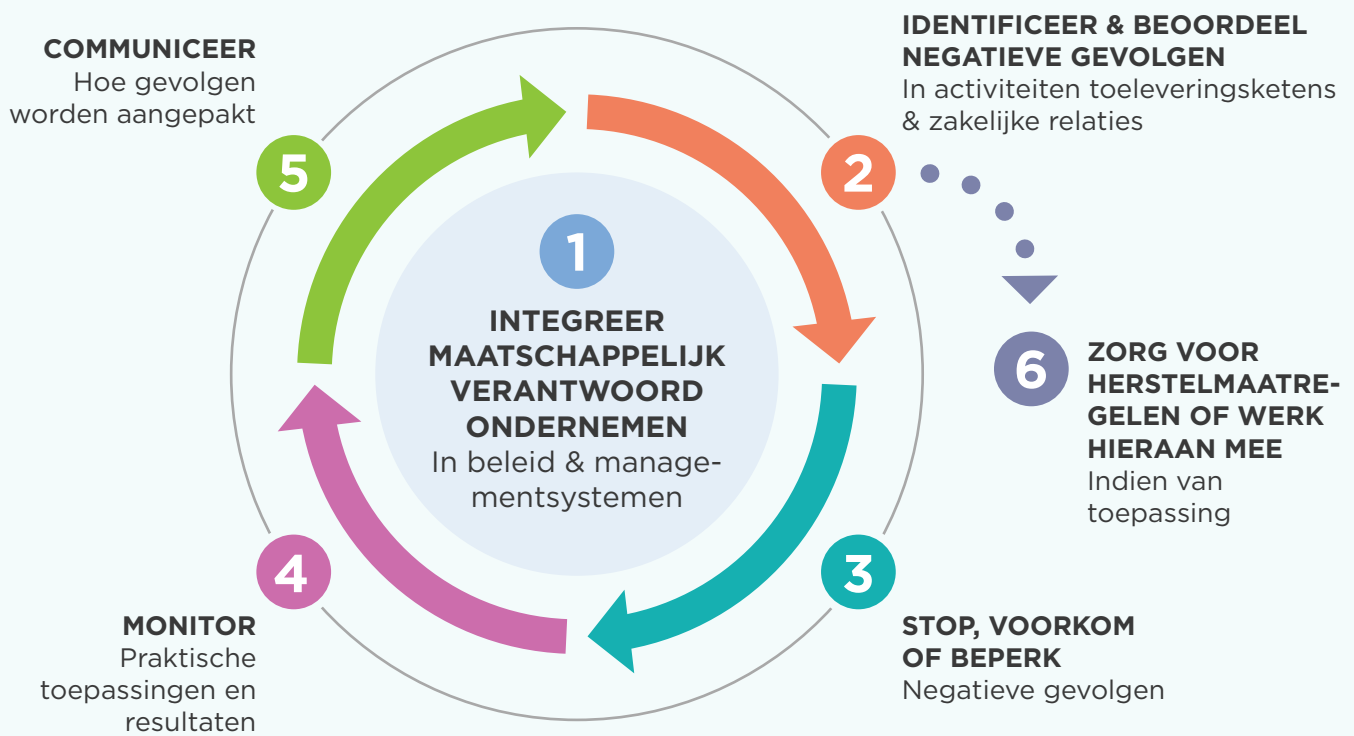 1
INTEGREER
MAATSCHAPPELIJK
VERANTWOORD
ONDERNEMEN
In beleid & manage-
mentsystemen
2
IDENTIFICEER & BEOORDEEL
NEGATIEVE GEVOLGEN
In activiteiten toeleveringsketens
& zakelijke relaties
3
STOP, VOORKOM
OF BEPERK
Negatieve gevolgen
4
MONITOR
Praktische
toepassingen en
resultaten
5
COMMUNICEER
Hoe gevolgen
worden aangepakt
6
ZORG VOOR
HERSTELMAATRE-
GELEN OF WERK
HIERAAN MEE
Indien van
toepassing